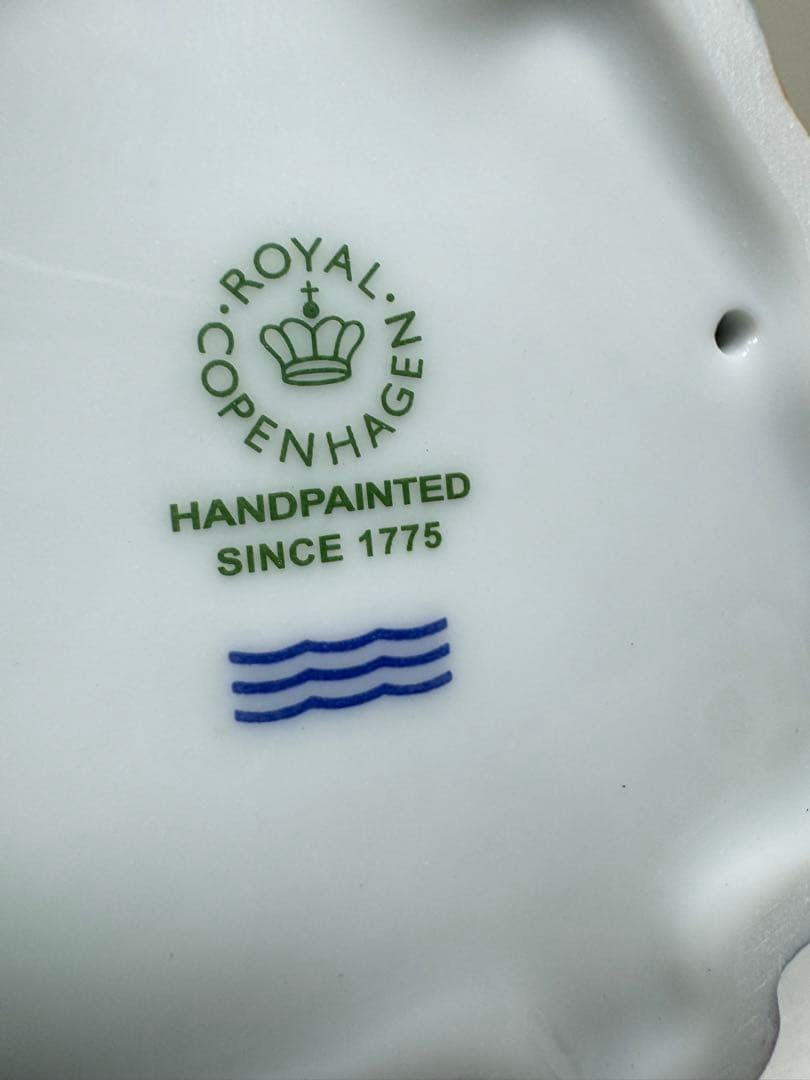 ROYAL · COPENHAGEN ·
HANDPAINTED
SINCE 1775